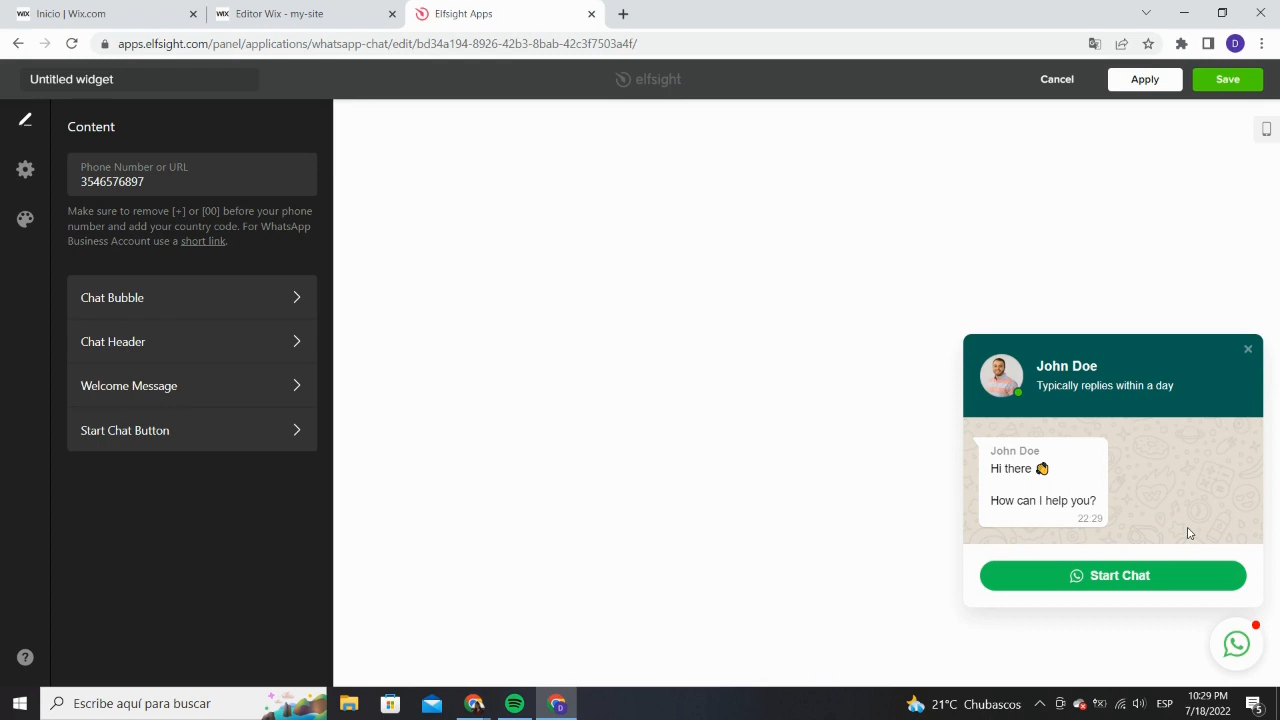 WIX Inicio | Wix.com
WIX Editor Wix - my-site
Elfsight Apps
apps.elfsight.com/panel/applications/whatsapp-chat/edit/bd34a194-8926-42b3-8bab-42c3f7503a4f/
D
Untitled widget
elfsight
Cancel
Apply
Save
Content
Phone Number or URL
3546576897
Make sure to remove [+] or [00] before your phone
number and add your country code. For WhatsApp
Business Account use a short link.
Chat Bubble
Chat Header
Welcome Message
Start Chat Button
John Doe
Typically replies within a day
John Doe
Hi there 👋
How can I help you?
22:29
Start Chat
?
Escribe aquí para buscar
D
21°C Chubascos
ESP
10:29 PM
7/18/2022
5